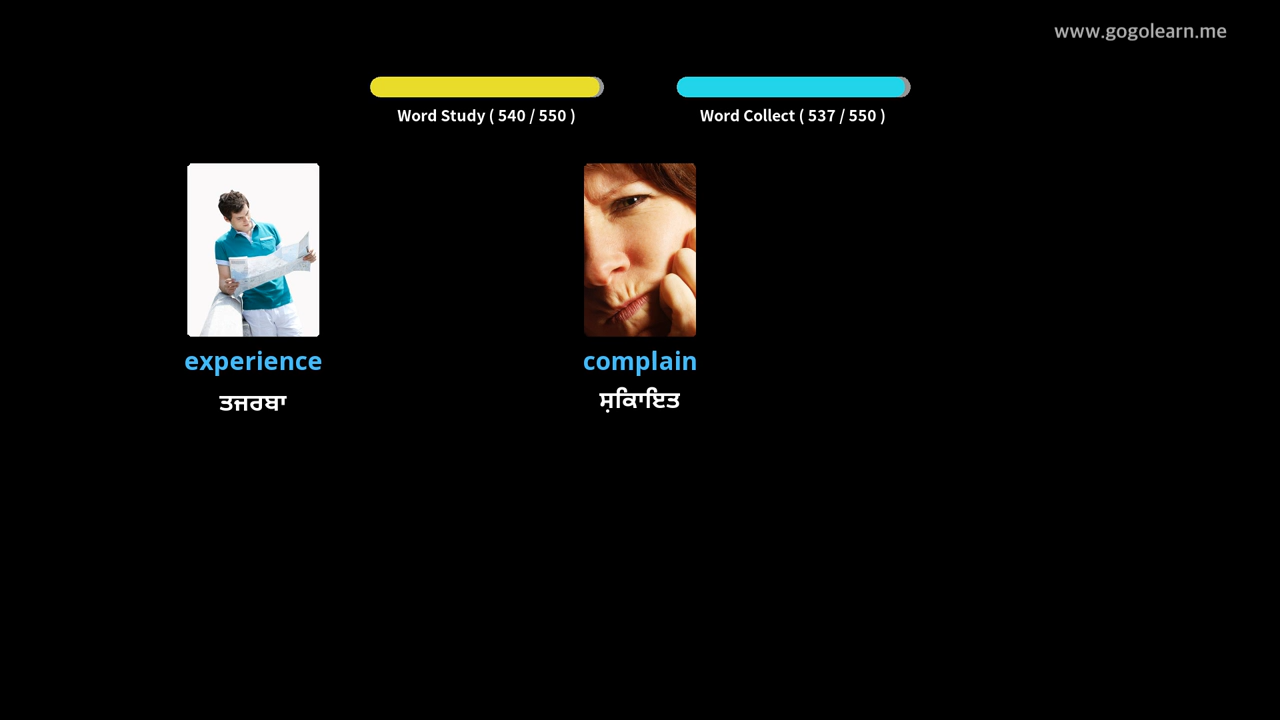 www.gogolearn.me
Word Study ( 540 / 550 )
Word Collect ( 537 / 550 )
experience
complain
ਤਜਰਬਾ
ਸ਼ਿਕਾਇਤ